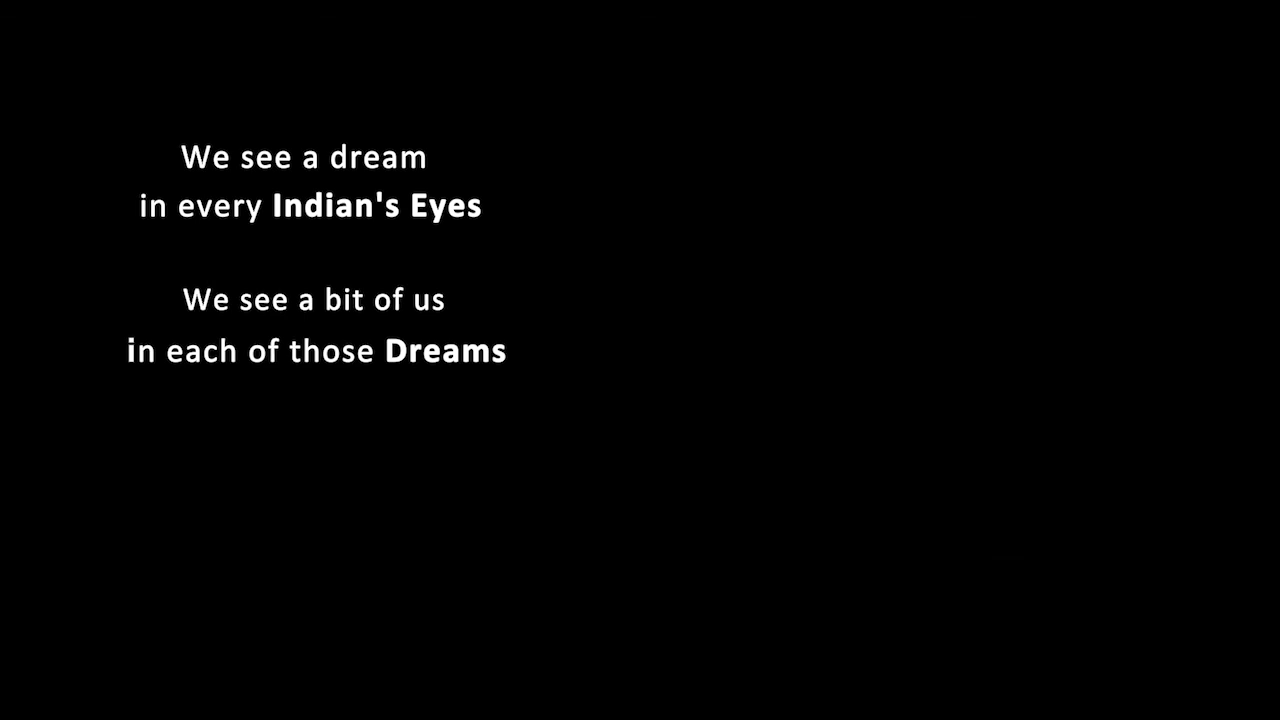 We see a dream
in every Indian's Eyes
We see a bit of us
in each of those Dreams